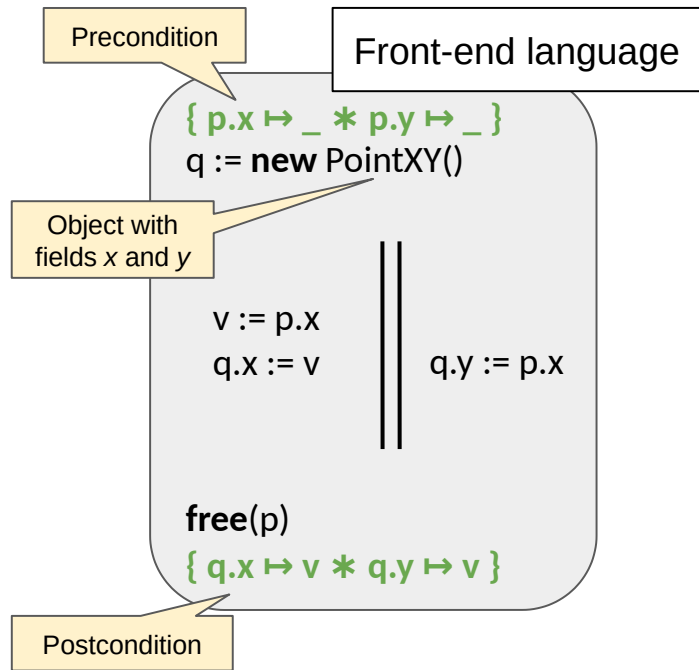 Precondition
Front-end language
{ p.x ↦ _ ∗ p.y ↦ _ }
q := new PointXY()
Object with
fields x and y
v := p.x
q.x := v
q.y := p.x
free(p)
{ q.x ↦ v ∗ q.y ↦ v }
Postcondition